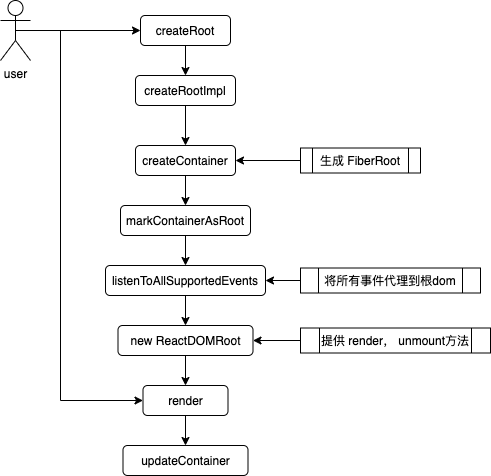 createRoot
user
createRootImpl
createContainer
生成 FiberRoot
markContainerAsRoot
listenToAllSupportedEvents
将所有事件代理到根dom
new ReactDOMRoot
提供 render， unmount方法
render
updateContainer